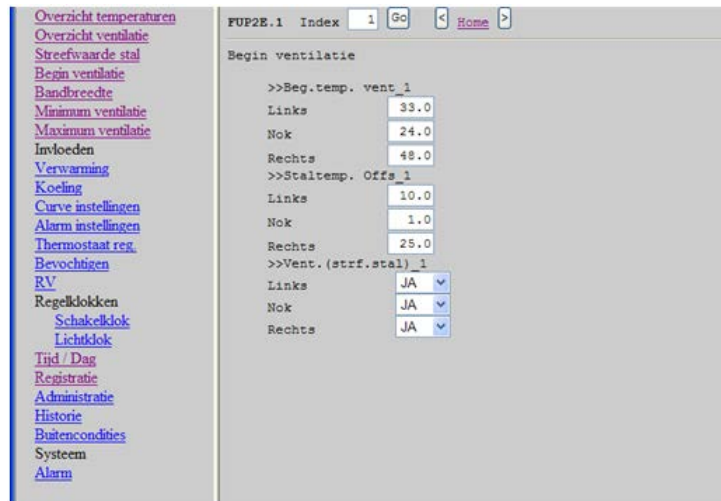 Overzicht temperaturen
Overzicht ventilatie
Streefwaarde stal
Begin ventilatie
Bandbreedte
Minimum ventilatie
Maximum ventilatie
Invloeden
Verwarming
Koeling
Curve instellingen
Alarm instellingen
Thermostaat reg.
Bevochtigen
RV
Regelklokken
Schakelklok
Lichtklok
Tijd / Dag
Registratie
Administratie
Historie
Buitencondities
Systeem
Alarm
FUP2E.1 Index 1 Go < Home >
Begin ventilatie
>>Beg.temp. vent_1
Links 33.0
Nok 24.0
Rechts 48.0
>>Staltemp. Offs_1
Links 10.0
Nok 1.0
Rechts 25.0
>>Vent.(strf.stal)_1
Links JA
Nok JA
Rechts JA